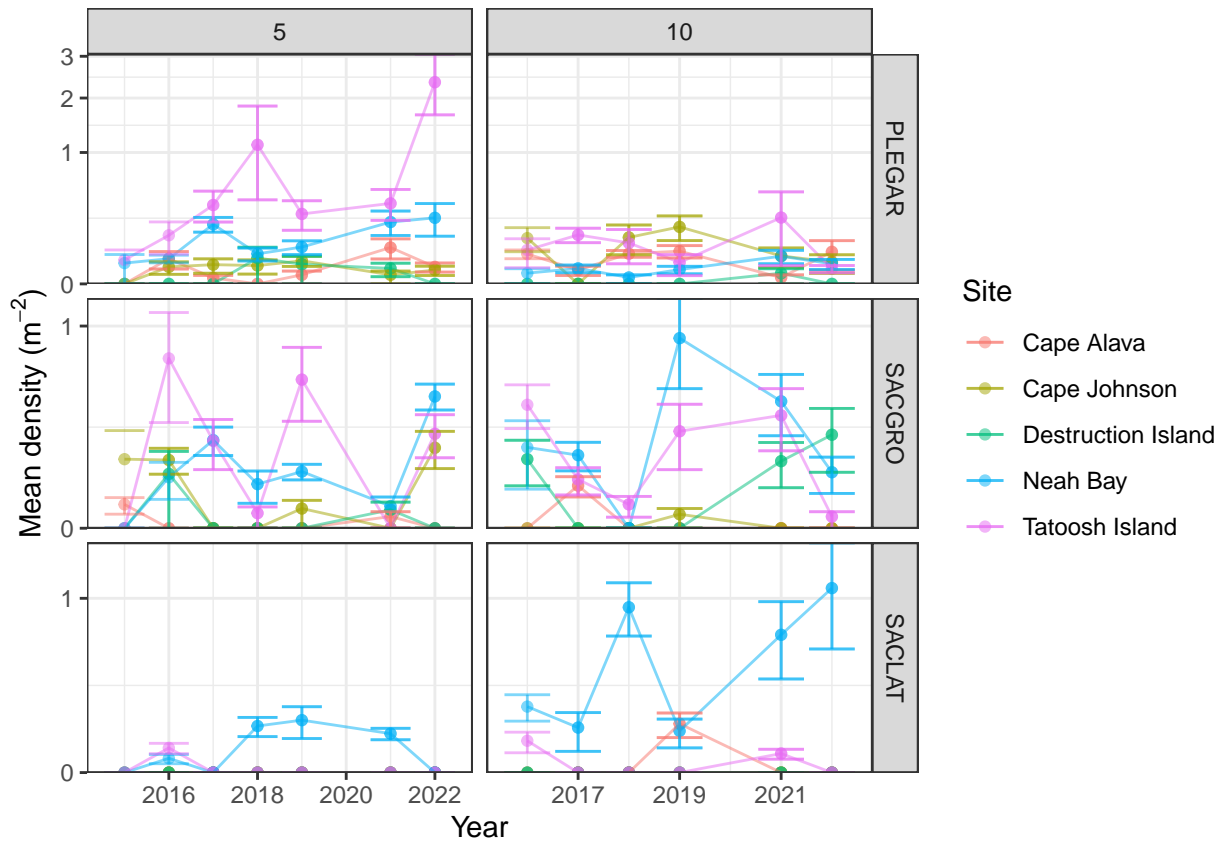 5
10
3
2
1
0
PLEGAR
1
0
SACGRO
1
0
SACLAT
Mean density (m⁻²)
2016
2018
2020
2022
2017
2019
2021
Year
Site
Cape Alava
Cape Johnson
Destruction Island
Neah Bay
Tatoosh Island